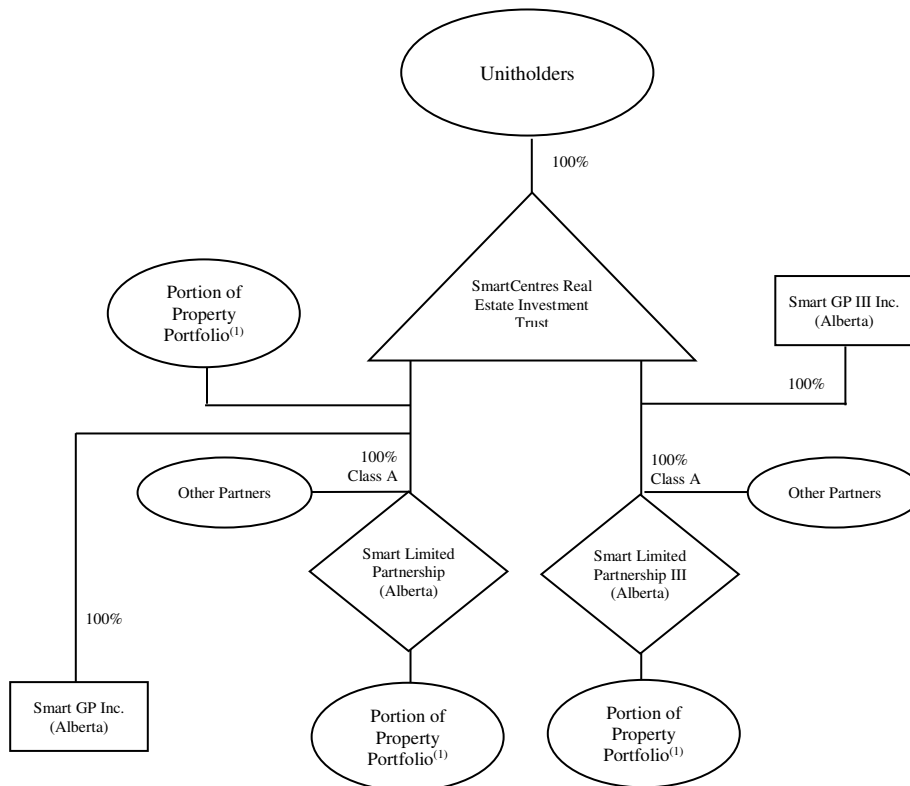 Unitholders
100%
SmartCentres Real
Estate Investment
Trust
Portion of
Property
Portfolio(1)
Smart GP III Inc.
(Alberta)
100%
100%
Class A
100%
Class A
Other Partners
Other Partners
Smart Limited
Partnership
(Alberta)
Smart Limited
Partnership III
(Alberta)
100%
Smart GP Inc.
(Alberta)
Portion of
Property
Portfolio(1)
Portion of
Property
Portfolio(1)